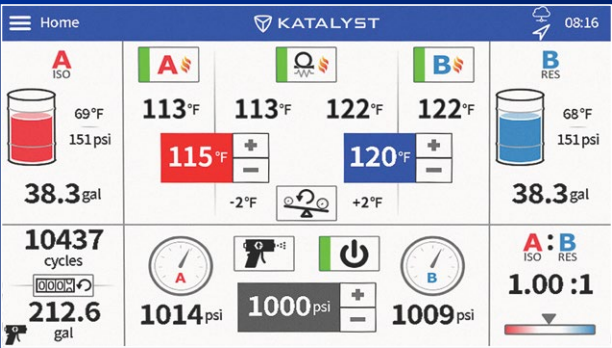 Home
KATALYST
08:16
A
ISO
69°F
151 psi
38.3 gal
A
B
113°F
113°F
122°F
122°F
115°F
+
-
120°F
+
-
-2°F
+2°F
B
RES
68°F
151 psi
38.3 gal
10437
cycles
000
212.6
gal
A
1014 psi
1000 psi
+
-
B
1009 psi
A:B
ISO RES
1.00 :1